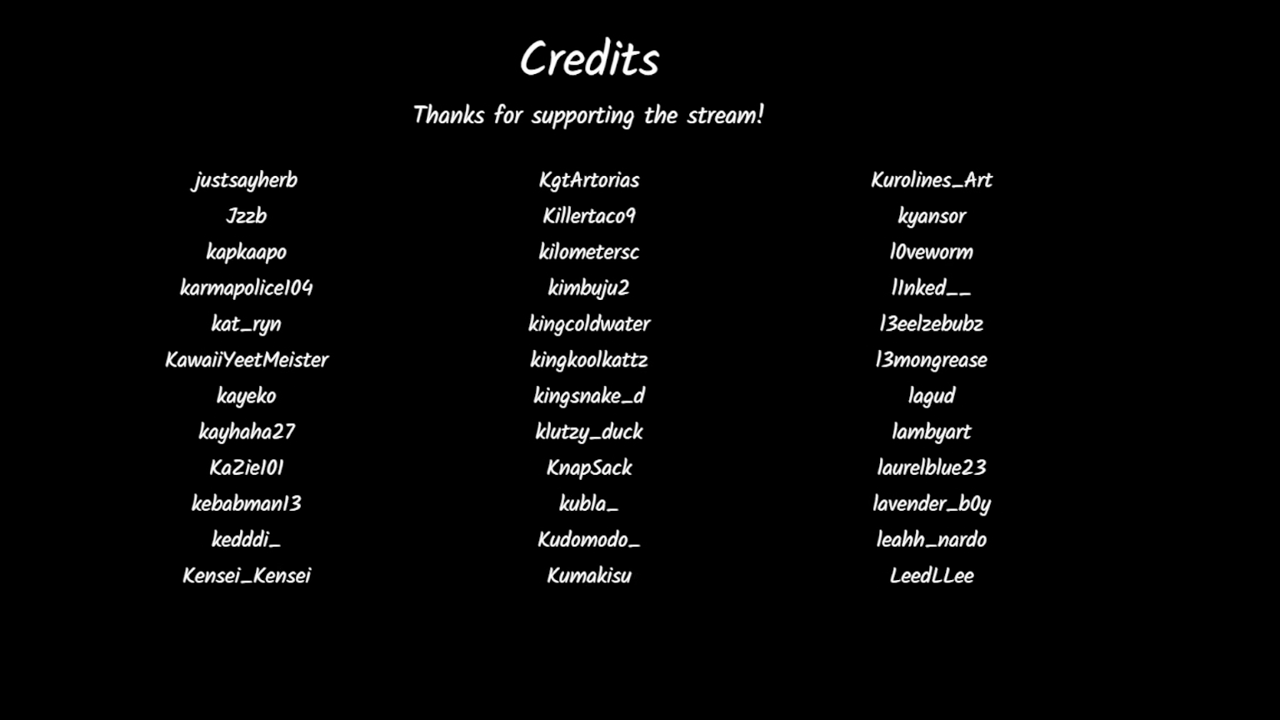 Credits
Thanks for supporting the stream!
justsayherb
Jzzb
kapkaapo
karmapolice104
kat_ryn
KawaiiYeetMeister
kayeko
kayhaha27
KaZie101
kebabman13
kedddi_
Kensei_Kensei
KgtArtorias
Killertaco9
kilometersc
kimbuju2
kingcoldwater
kingkoolkattz
kingsnake_d
klutzy_duck
KnapSack
kubla_
Kudomodo_
Kumakisu
Kurolines_Art
kyansor
l0veworm
l1nked__
l3eelzebubz
l3mongrease
lagud
lambyart
laurelblue23
lavender_b0y
leahh_nardo
LeedLLee